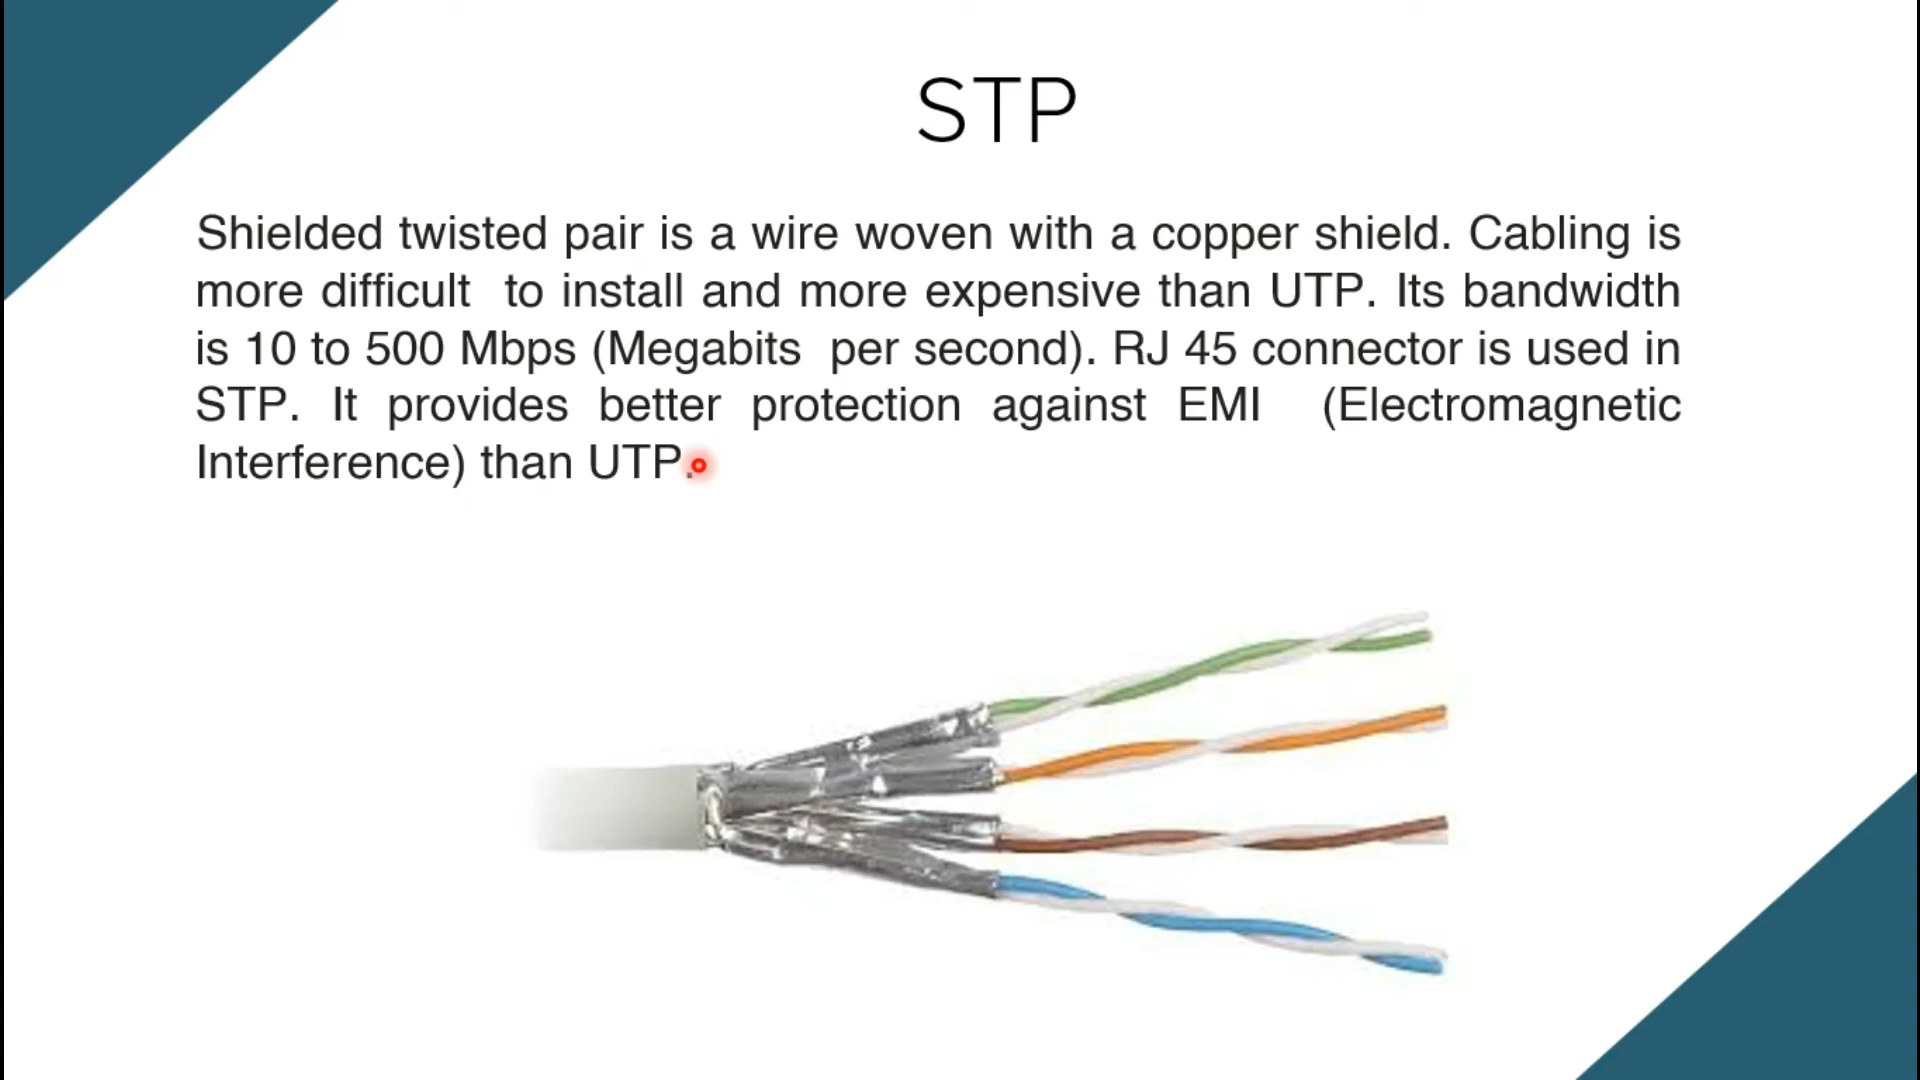 STP
Shielded twisted pair is a wire woven with a copper shield. Cabling is
more difficult to install and more expensive than UTP. Its bandwidth
is 10 to 500 Mbps (Megabits per second). RJ 45 connector is used in
STP. It provides better protection against EMI (Electromagnetic
Interference) than UTP.